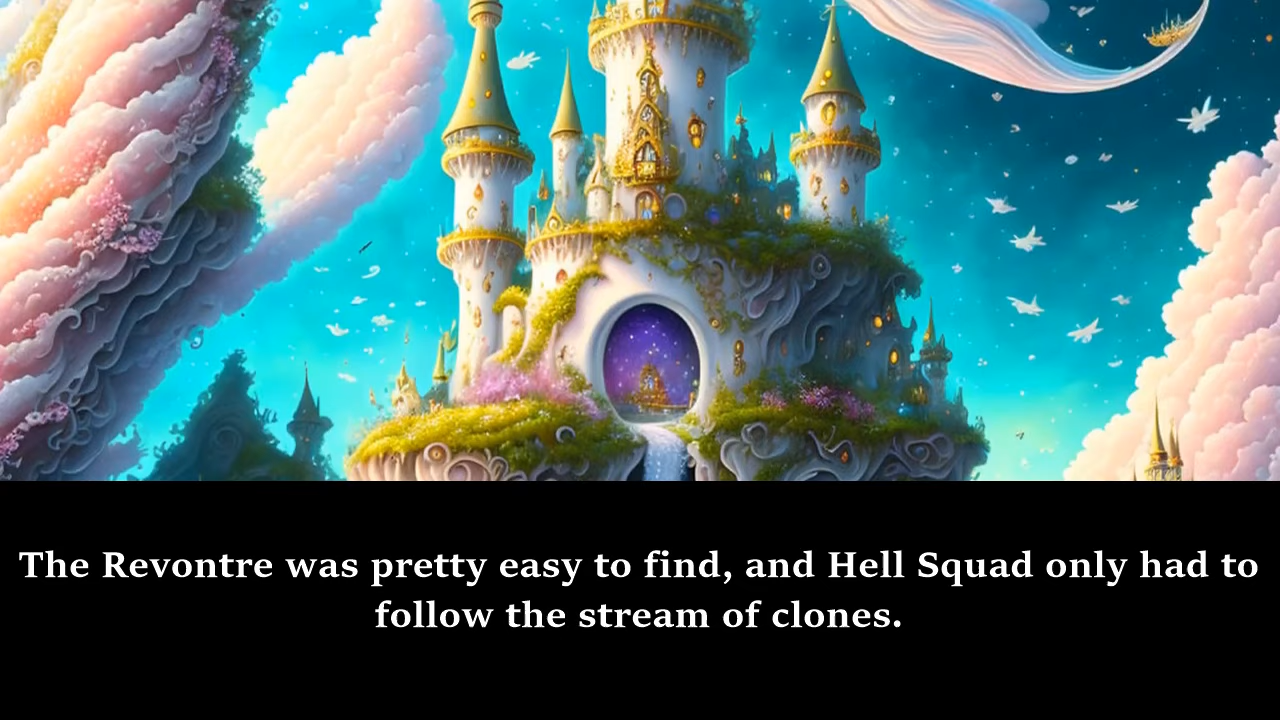 The Revontre was pretty easy to find, and Hell Squad only had to
follow the stream of clones.